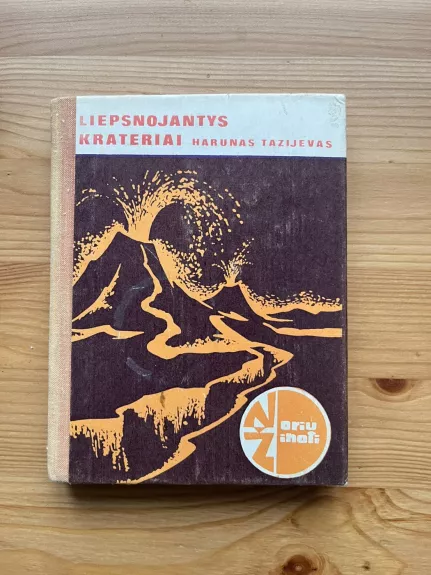 LIEPSNOJANTYS
KRATERIAI HARUNAS TAZIJEVAS
Noriu
Žinoti